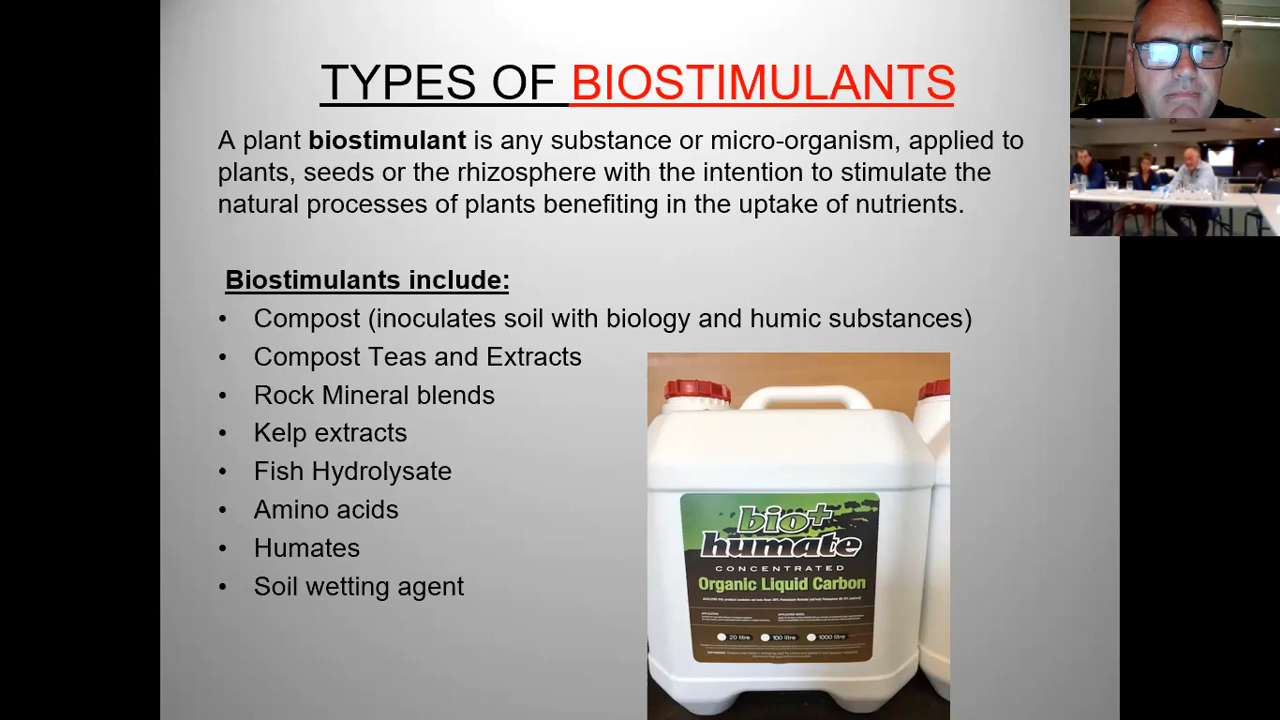 TYPES OF BIOSTIMULANTS
A plant biostimulant is any substance or micro-organism, applied to
plants, seeds or the rhizosphere with the intention to stimulate the
natural processes of plants benefiting in the uptake of nutrients.
Biostimulants include:
• Compost (inoculates soil with biology and humic substances)
• Compost Teas and Extracts
• Rock Mineral blends
• Kelp extracts
• Fish Hydrolysate
• Amino acids
• Humates
• Soil wetting agent
bio+
humate
CONCENTRATED
Organic Liquid Carbon
20 litre 100 litre 1000 litre